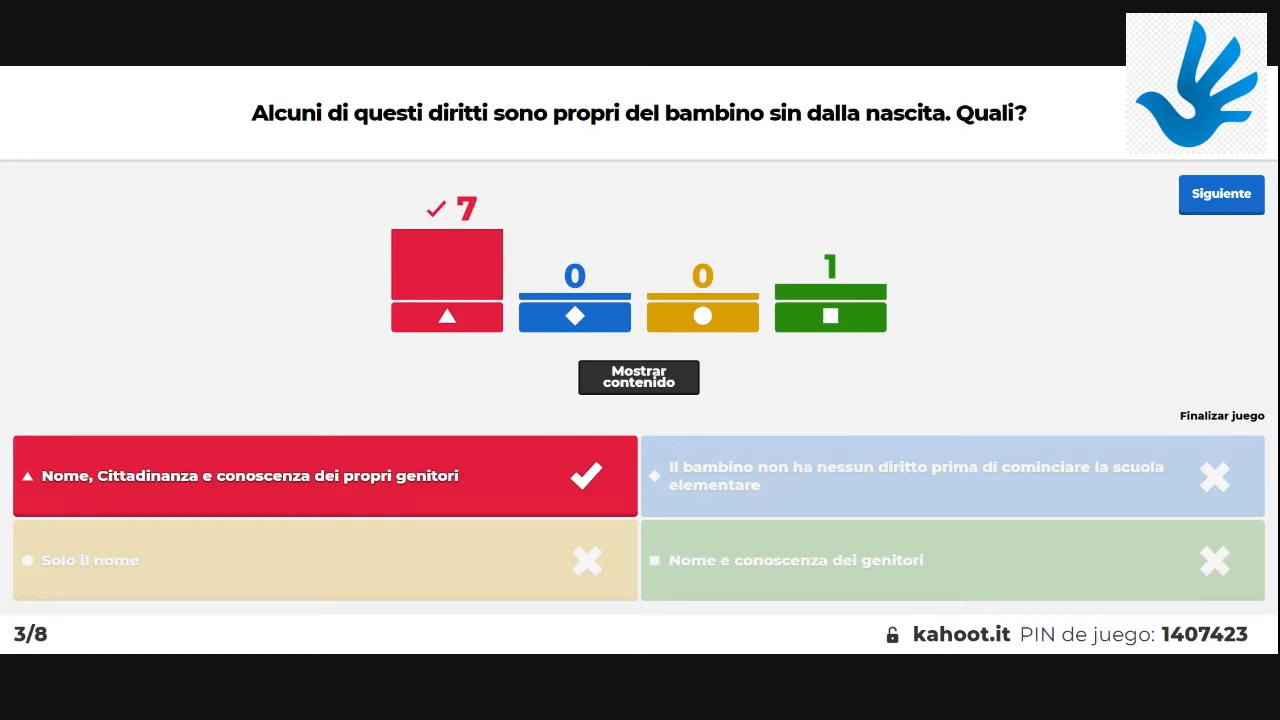 Alcuni di questi diritti sono propri del bambino sin dalla nascita. Quali?
Siguiente
7
0
0
1
Mostrar
contenido
Finalizar juego
Nome, Cittadinanza e conoscenza dei propri genitori
Il bambino non ha nessun diritto prima di cominciare la scuola
elementare
Solo il nome
Nome e conoscenza dei genitori
3/8
kahoot.it PIN de juego: 1407423